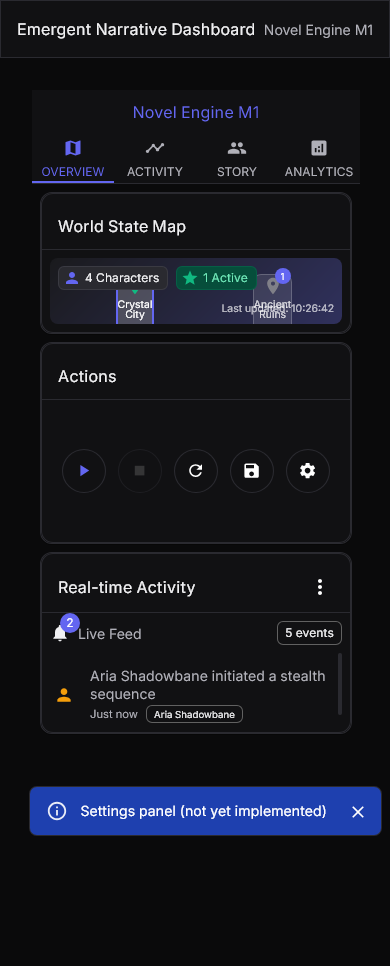 Emergent Narrative Dashboard
Novel Engine M1
Novel Engine M1
OVERVIEW
ACTIVITY
STORY
ANALYTICS
World State Map
4 Characters
1 Active
1
Crystal
City
Ancient
Ruins
Last updated: 10:26:42
Actions
Real-time Activity
2
Live Feed
5 events
Aria Shadowbane initiated a stealth
sequence
Just now
Aria Shadowbane
Settings panel (not yet implemented)